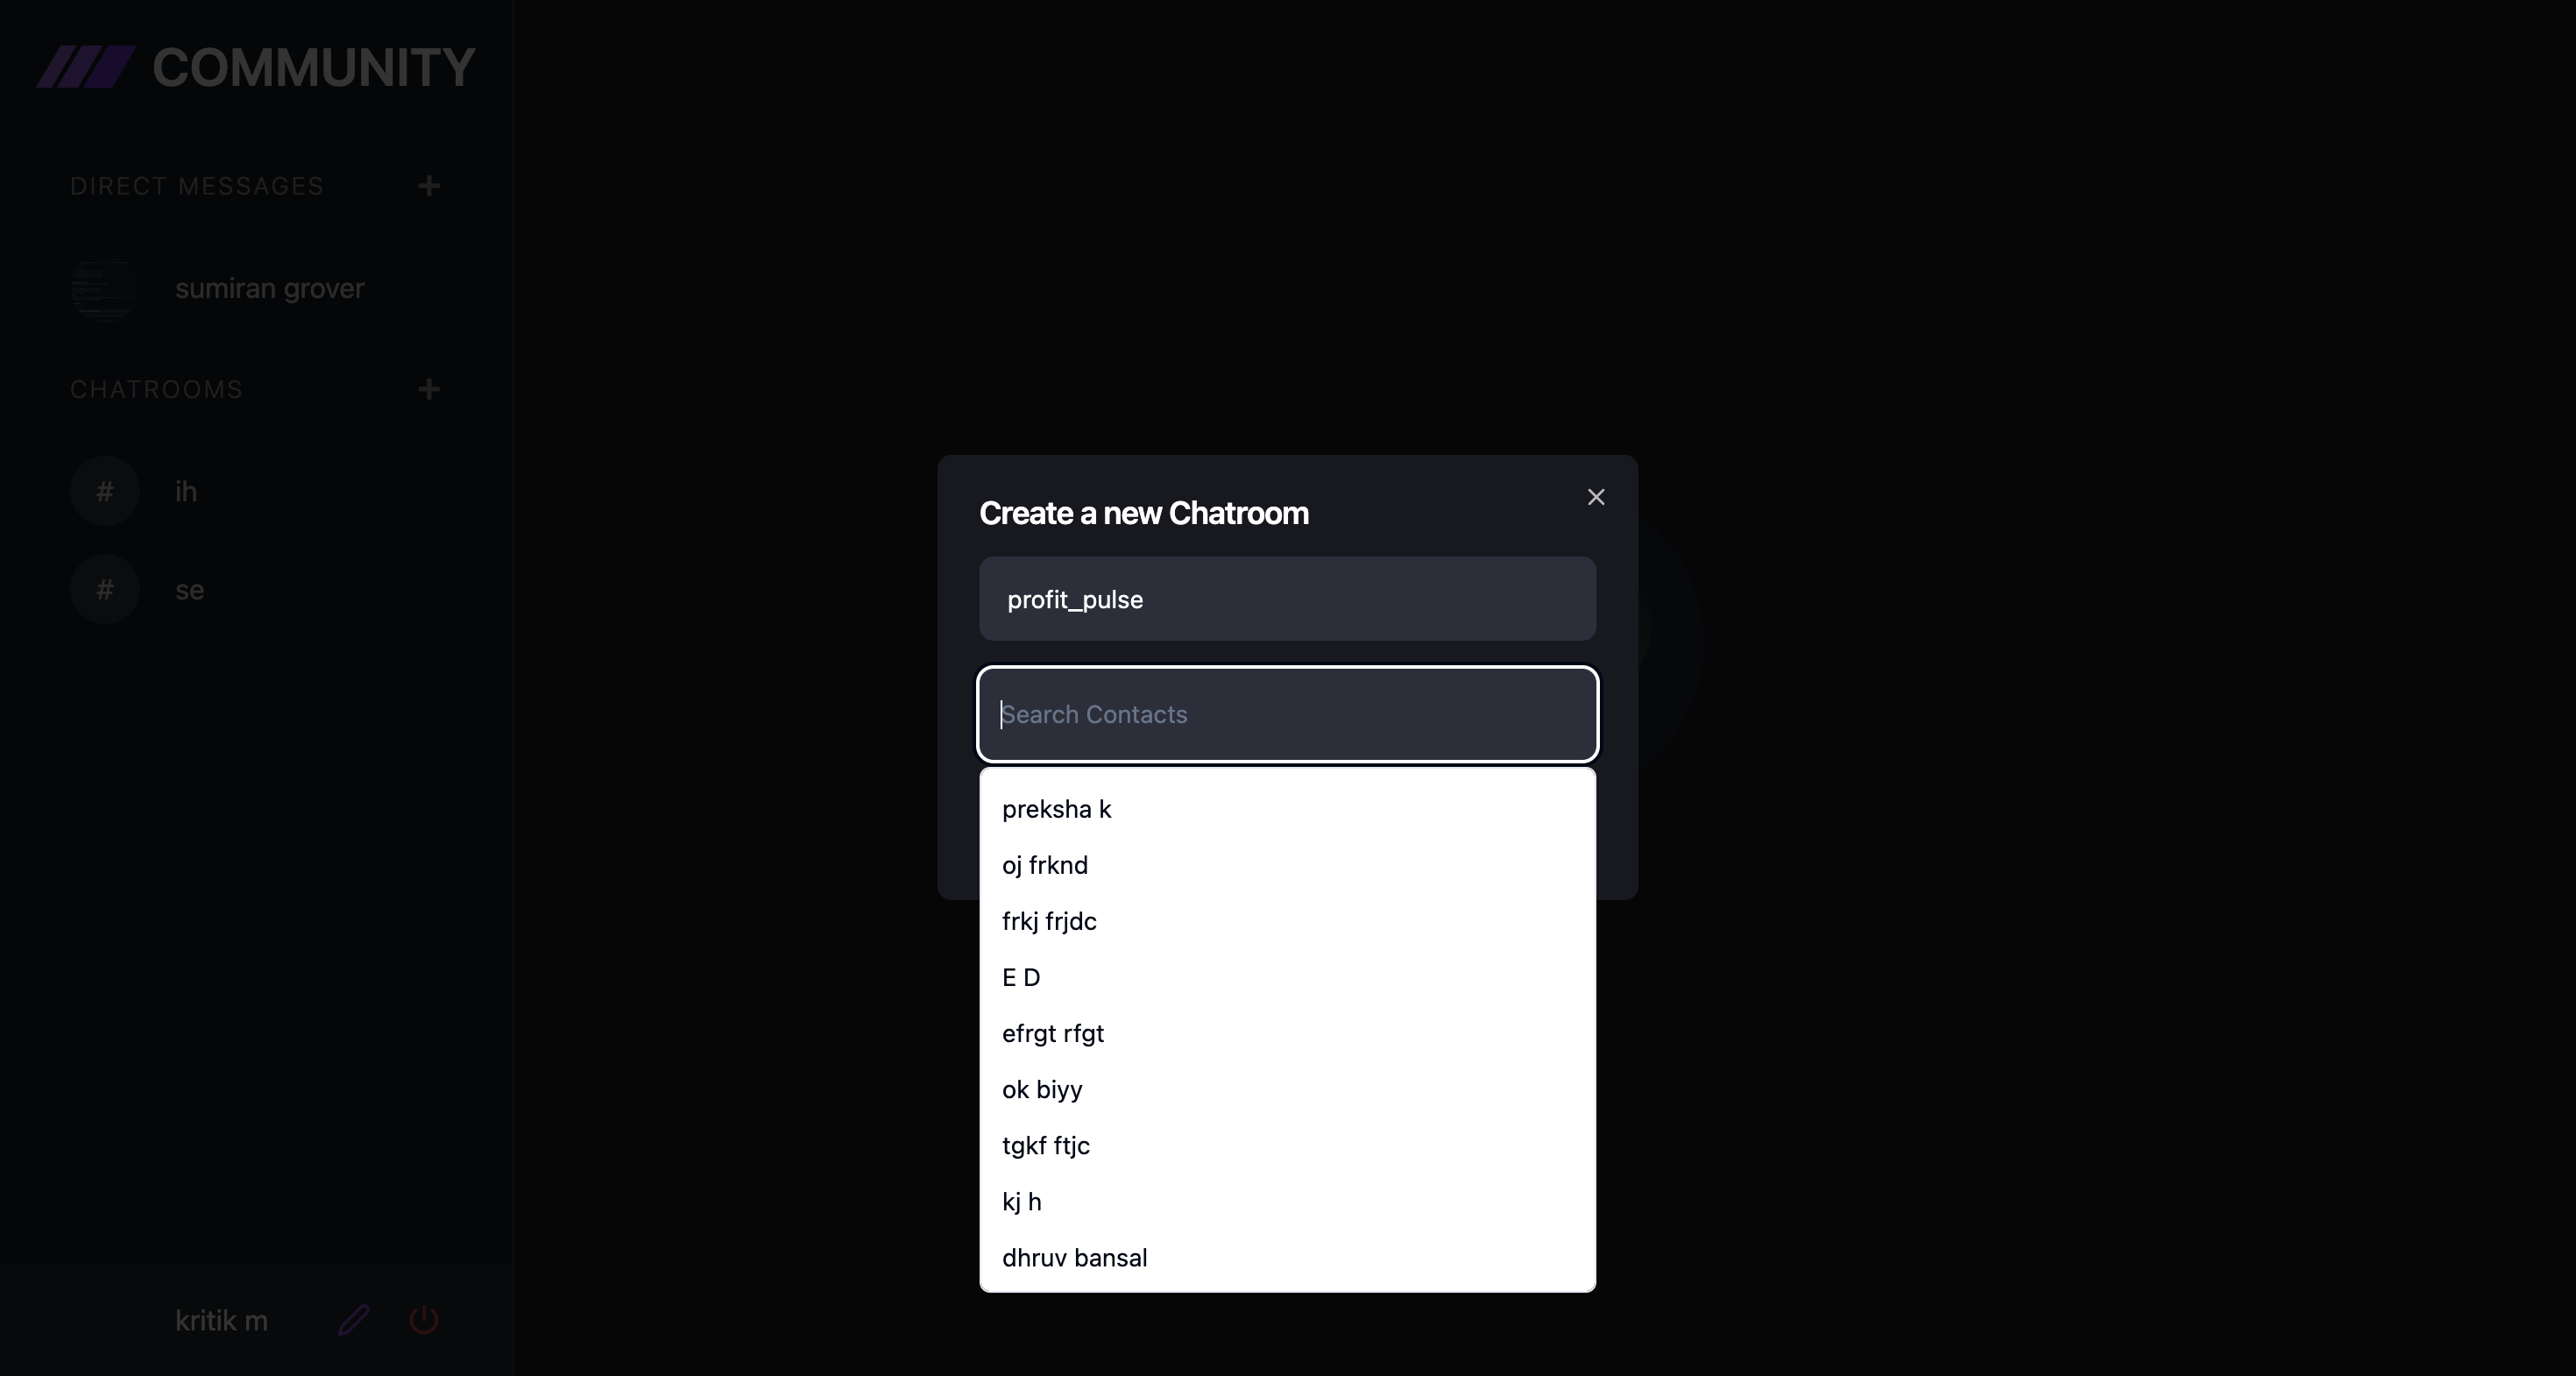 COMMUNITY
DIRECT MESSAGES +
sumiran grover
CHATROOMS +
# ih
# se
kritik m
Create a new Chatroom
profit_pulse
Search Contacts
preksha k
oj frknd
frkj frjdc
E D
efrgt rfgt
ok biyy
tgkf ftjc
kj h
dhruv bansal